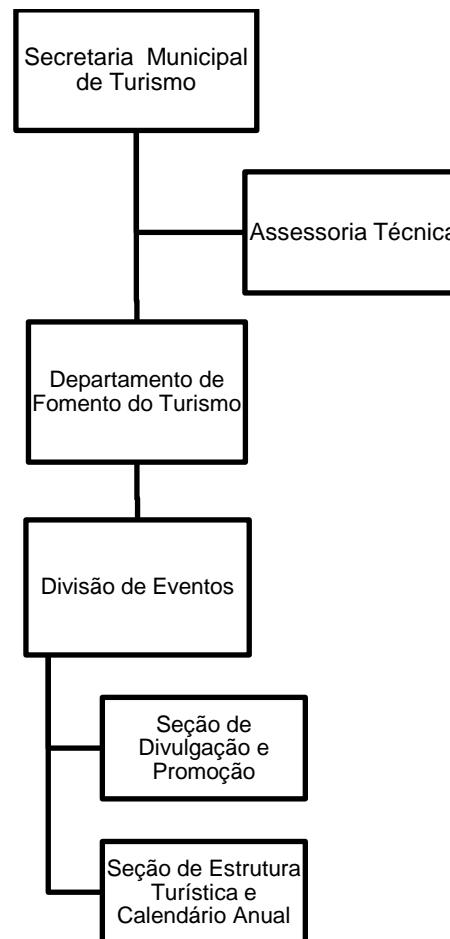 Secretaria Municipal
de Turismo
Assessoria Técnica
Departamento de
Fomento do Turismo
Divisão de Eventos
Seção de
Divulgação e
Promoção
Seção de Estrutura
Turística e
Calendário Anual